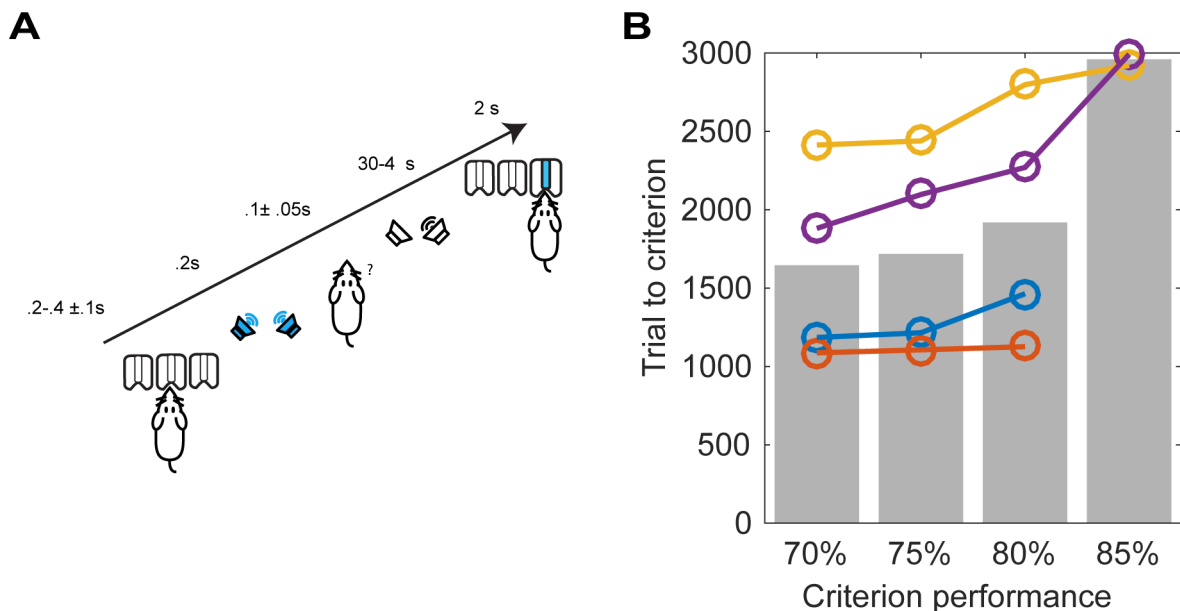 A
B
2 s
30-4 s
.1± .05s
.2s
.2-.4 ±.1s
?
Trial to criterion
3000
2500
2000
1500
1000
500
0
70% 75% 80% 85%
Criterion performance